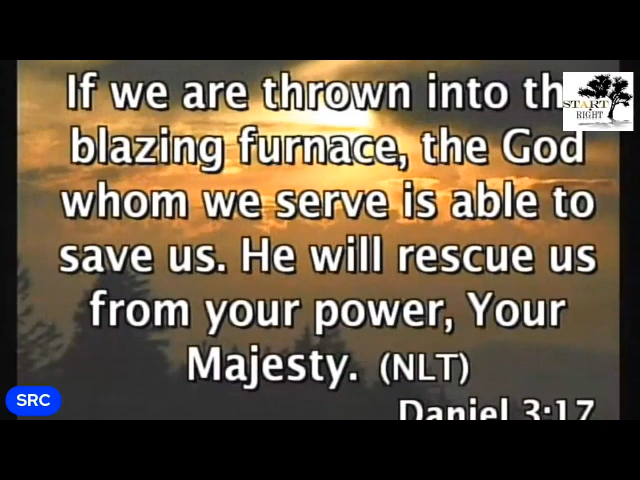 If we are thrown into th
blazing furnace, the God
whom we serve is able to
save us. He will rescue us
from your power, Your
Majesty. (NLT)
Daniel 3:17
START
RIGHT
SRC